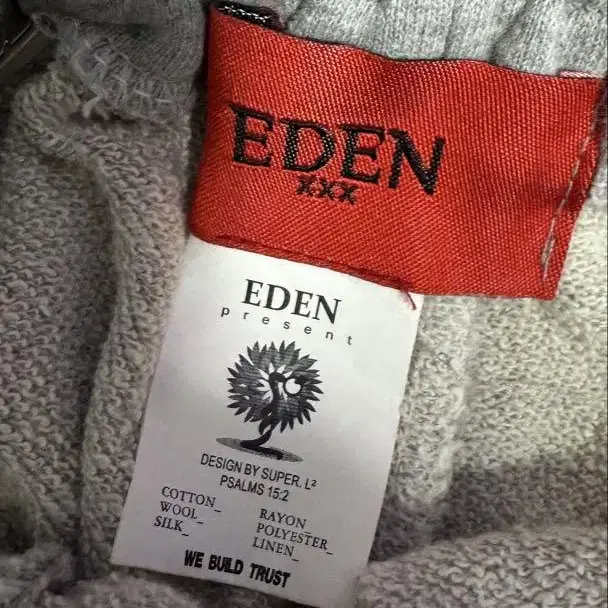 EDEN
xxx
EDEN
present
DESIGN BY SUPER. L²
PSALMS 15:2
COTTON_
WOOL_
SILK_
RAYON_
POLYESTER_
LINEN_
WE BUILD TRUST